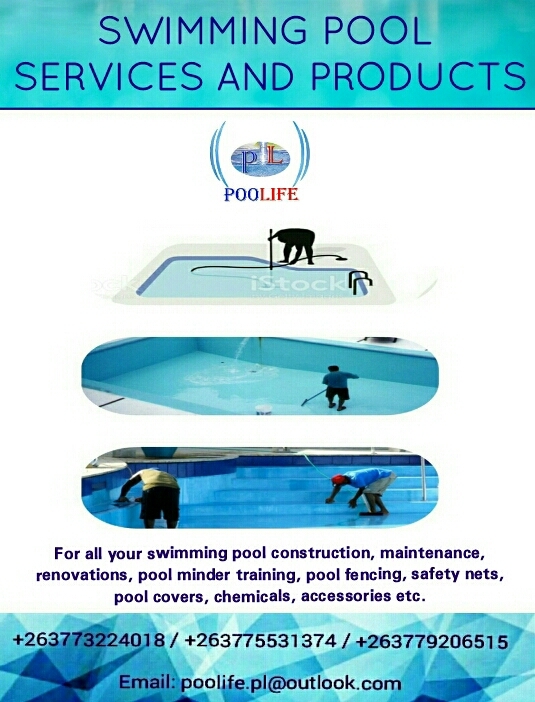 SWIMMING POOL
SERVICES AND PRODUCTS
PL
POOLIFE
iStock
For all your swimming pool construction, maintenance,
renovations, pool minder training, pool fencing, safety nets,
pool covers, chemicals, accessories etc.
+263773224018 / +263775531374 / +263779206515
Email: poolife.pl@outlook.com